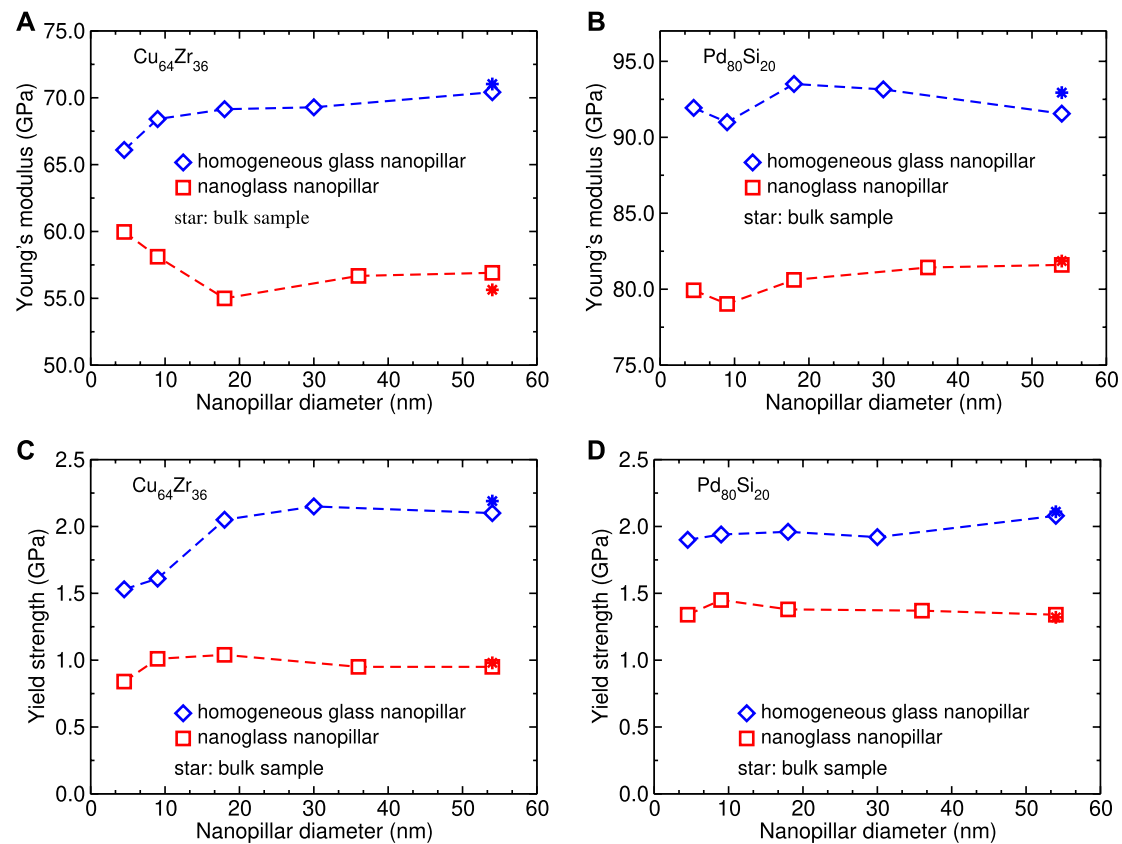 A
Cu64Zr36
75.0
70.0
65.0
60.0
55.0
50.0
Young's modulus (GPa)
homogeneous glass nanopillar
nanoglass nanopillar
star: bulk sample
0 10 20 30 40 50 60
Nanopillar diameter (nm)
B
Pd80Si20
95.0
90.0
85.0
80.0
75.0
Young's modulus (GPa)
homogeneous glass nanopillar
nanoglass nanopillar
star: bulk sample
0 10 20 30 40 50 60
Nanopillar diameter (nm)
C
Cu64Zr36
2.5
2.0
1.5
1.0
0.5
0.0
Yield strength (GPa)
homogeneous glass nanopillar
nanoglass nanopillar
star: bulk sample
0 10 20 30 40 50 60
Nanopillar diameter (nm)
D
Pd80Si20
2.5
2.0
1.5
1.0
0.5
0.0
Yield strength (GPa)
homogeneous glass nanopillar
nanoglass nanopillar
star: bulk sample
0 10 20 30 40 50 60
Nanopillar diameter (nm)